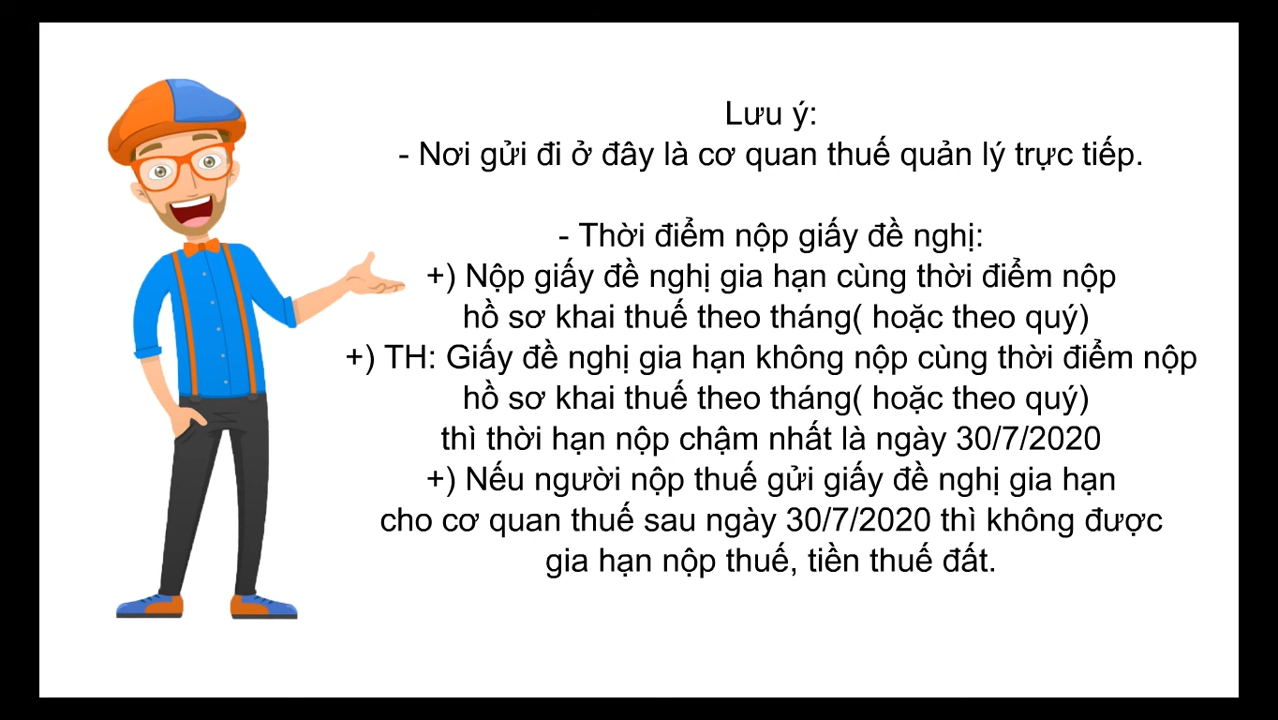 Lưu ý:
- Nơi gửi đi ở đây là cơ quan thuế quản lý trực tiếp.
- Thời điểm nộp giấy đề nghị:
+) Nộp giấy đề nghị gia hạn cùng thời điểm nộp
hồ sơ khai thuế theo tháng( hoặc theo quý)
+) TH: Giấy đề nghị gia hạn không nộp cùng thời điểm nộp
hồ sơ khai thuế theo tháng( hoặc theo quý)
thì thời hạn nộp chậm nhất là ngày 30/7/2020
+) Nếu người nộp thuế gửi giấy đề nghị gia hạn
cho cơ quan thuế sau ngày 30/7/2020 thì không được
gia hạn nộp thuế, tiền thuế đất.